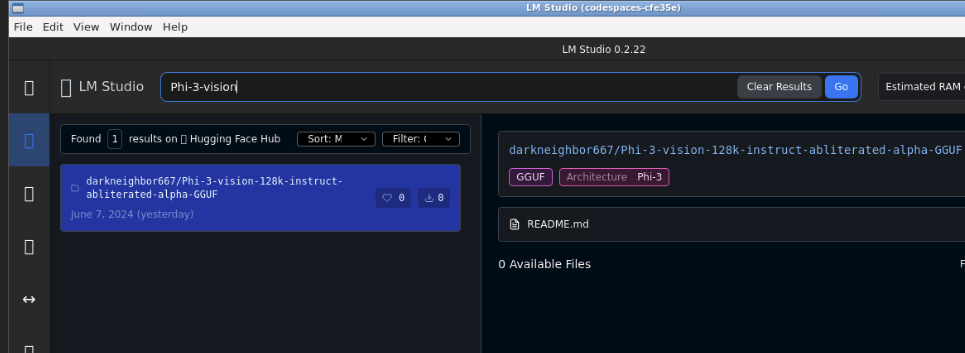 LM Studio (codespaces-cfe35e)
File Edit View Window Help
LM Studio 0.2.22
LM Studio
Phi-3-vision
Clear Results
Go
Estimated RAM
Found 1 results on Hugging Face Hub
Sort: M
Filter: (
darkneighbor667/Phi-3-vision-128k-instruct-
abliterated-alpha-GGUF
0
0
June 7, 2024 (yesterday)
darkneighbor667/Phi-3-vision-128k-instruct-abliterated-alpha-GGUF
GGUF
Architecture Phi-3
README.md
0 Available Files